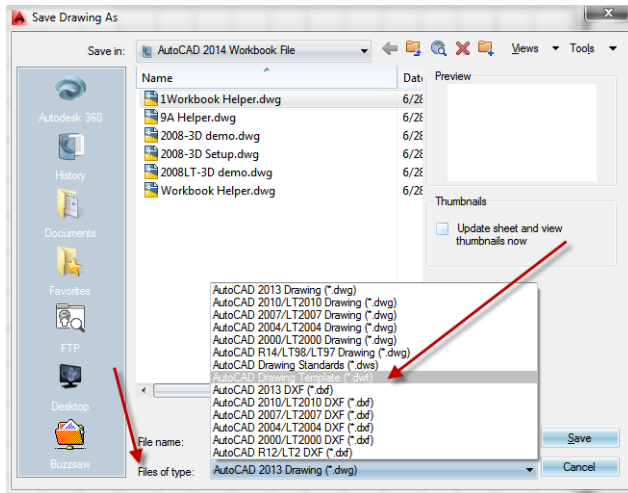 Save Drawing As
Save in: AutoCAD 2014 Workbook File Views Tools
Name Date
1Workbook Helper.dwg 6/28
9A Helper.dwg 6/28
2008-3D demo.dwg 6/28
2008-3D Setup.dwg 6/28
2008LT-3D demo.dwg 6/28
Workbook Helper.dwg 6/28
Preview
Thumbnails
Update sheet and view
thumbnails now
Autodesk 360
History
Documents
Favorites
FTP
Desktop
Buzzsaw
AutoCAD 2013 Drawing (*.dwg)
AutoCAD 2010/LT2010 Drawing (*.dwg)
AutoCAD 2007/LT2007 Drawing (*.dwg)
AutoCAD 2004/LT2004 Drawing (*.dwg)
AutoCAD 2000/LT2000 Drawing (*.dwg)
AutoCAD R14/LT98/LT97 Drawing (*.dwg)
AutoCAD Drawing Standards (*.dws)
AutoCAD Drawing Template (*.dwt)
AutoCAD 2013 DXF (*.dxf)
AutoCAD 2010/LT2010 DXF (*.dxf)
AutoCAD 2007/LT2007 DXF (*.dxf)
AutoCAD 2004/LT2004 DXF (*.dxf)
AutoCAD 2000/LT2000 DXF (*.dxf)
AutoCAD R12/LT2 DXF (*.dxf)
File name: Save
Files of type: AutoCAD 2013 Drawing (*.dwg) Cancel